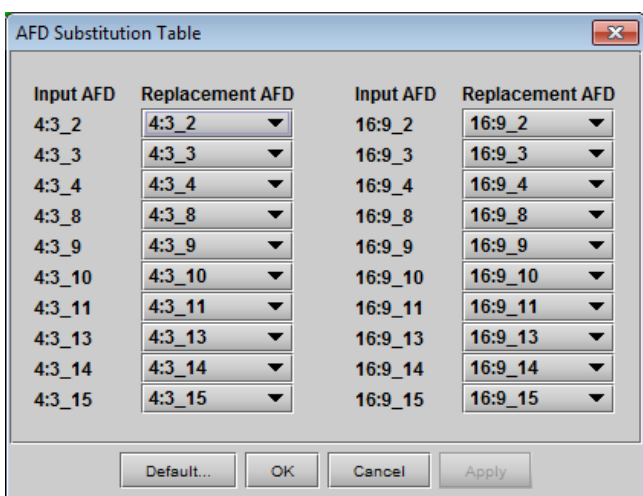 AFD Substitution Table
Input AFD Replacement AFD Input AFD Replacement AFD
4:3_2 4:3_2 16:9_2 16:9_2
4:3_3 4:3_3 16:9_3 16:9_3
4:3_4 4:3_4 16:9_4 16:9_4
4:3_8 4:3_8 16:9_8 16:9_8
4:3_9 4:3_9 16:9_9 16:9_9
4:3_10 4:3_10 16:9_10 16:9_10
4:3_11 4:3_11 16:9_11 16:9_11
4:3_13 4:3_13 16:9_13 16:9_13
4:3_14 4:3_14 16:9_14 16:9_14
4:3_15 4:3_15 16:9_15 16:9_15
Default... OK Cancel Apply